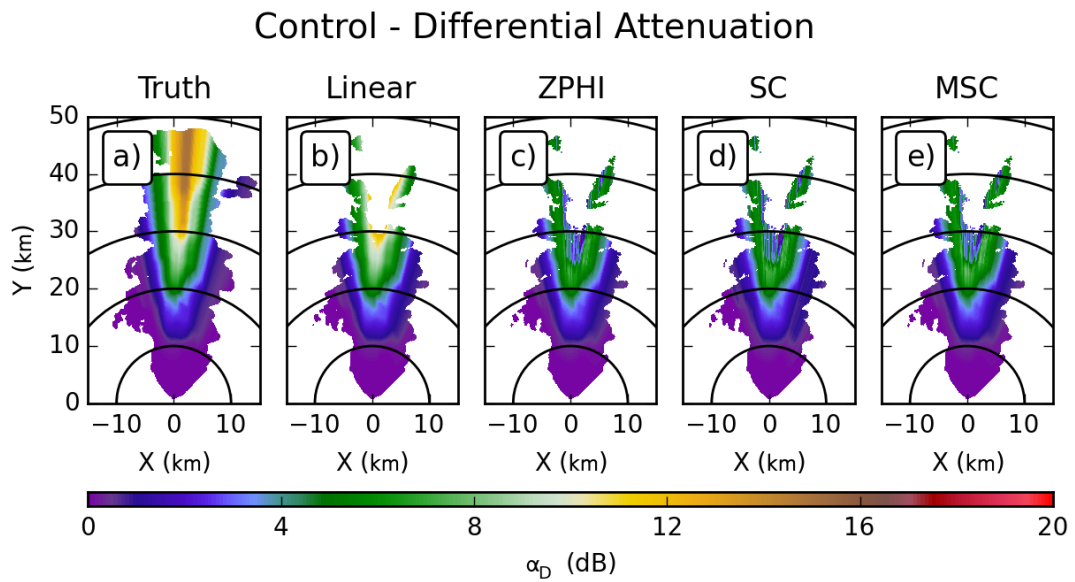 Control - Differential Attenuation
Truth Linear ZPHI SC MSC
a) b) c) d) e)
50
40
30
20
10
0
Y (km)
−10 0 10 −10 0 10 −10 0 10 −10 0 10 −10 0 10
X (km) X (km) X (km) X (km) X (km)
0 4 8 12 16 20
α_D (dB)